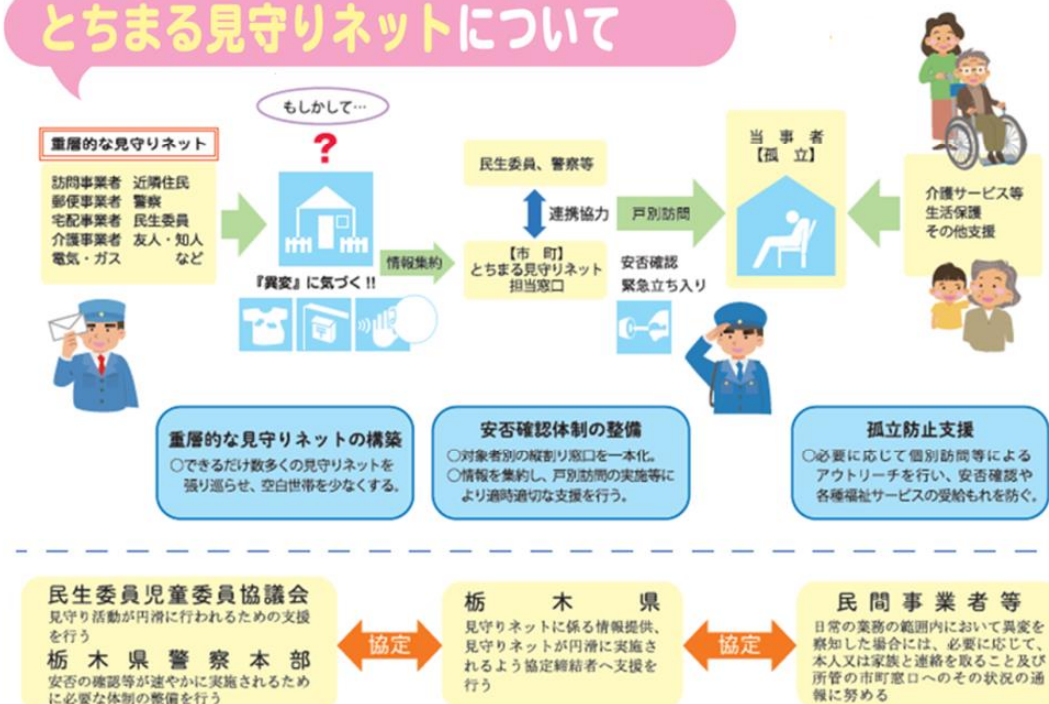 とちまる見守りネットについて
もしかして…
?
重層的な見守りネット
訪問事業者 近隣住民
郵便事業者 警察
宅配事業者 民生委員
介護事業者 友人・知人
電気・ガス など
『異変』に気づく!!
情報集約
民生委員、警察等
連携協力
【市 町】
とちまる見守りネット
担当窓口
戸別訪問
安否確認
緊急立ち入り
当 事 者
【孤 立】
介護サービス等
生活保護
その他支援
重層的な見守りネットの構築
○できるだけ数多くの見守りネットを
張り巡らせ、空白世帯を少なくする。
安否確認体制の整備
○対象者別の縦割り窓口を一本化。
○情報を集約し、戸別訪問の実施等に
より適時適切な支援を行う。
孤立防止支援
○必要に応じて個別訪問等による
アウトリーチを行い、安否確認や
各種福祉サービスの受給もれを防ぐ。
民生委員児童委員協議会
見守り活動が円滑に行われるための支援
を行う
栃木県警察本部
安否の確認等が速やかに実施されるため
に必要な体制の整備を行う
協定
栃 木 県
見守りネットに係る情報提供、
見守りネットが円滑に実施さ
れるよう協定締結者へ支援を
行う
協定
民間事業者等
日常の業務の範囲内において異変を
察知した場合には、必要に応じて、
本人又は家族と連絡を取ること及び
所管の市町窓口へのその状況の通
報に努める